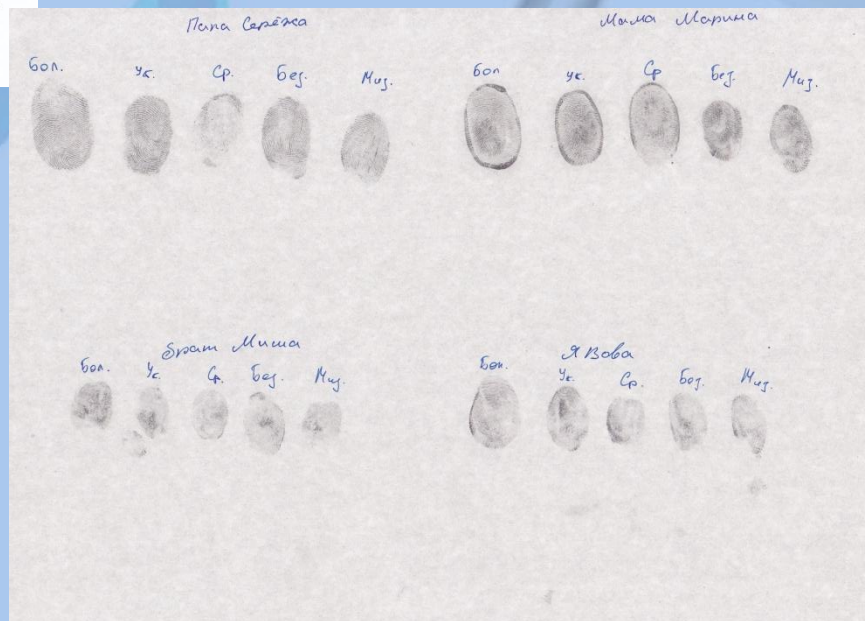 Папа Серёжа
Бол. Ук. Ср. Без. Миз.
Мама Марина
Бол Ук. Ср Без. Миз.
брат Миша
Бол. Ук. Ср. Без. Миз.
Я Вова
Бол. Ук. Ср. Без. Миз.